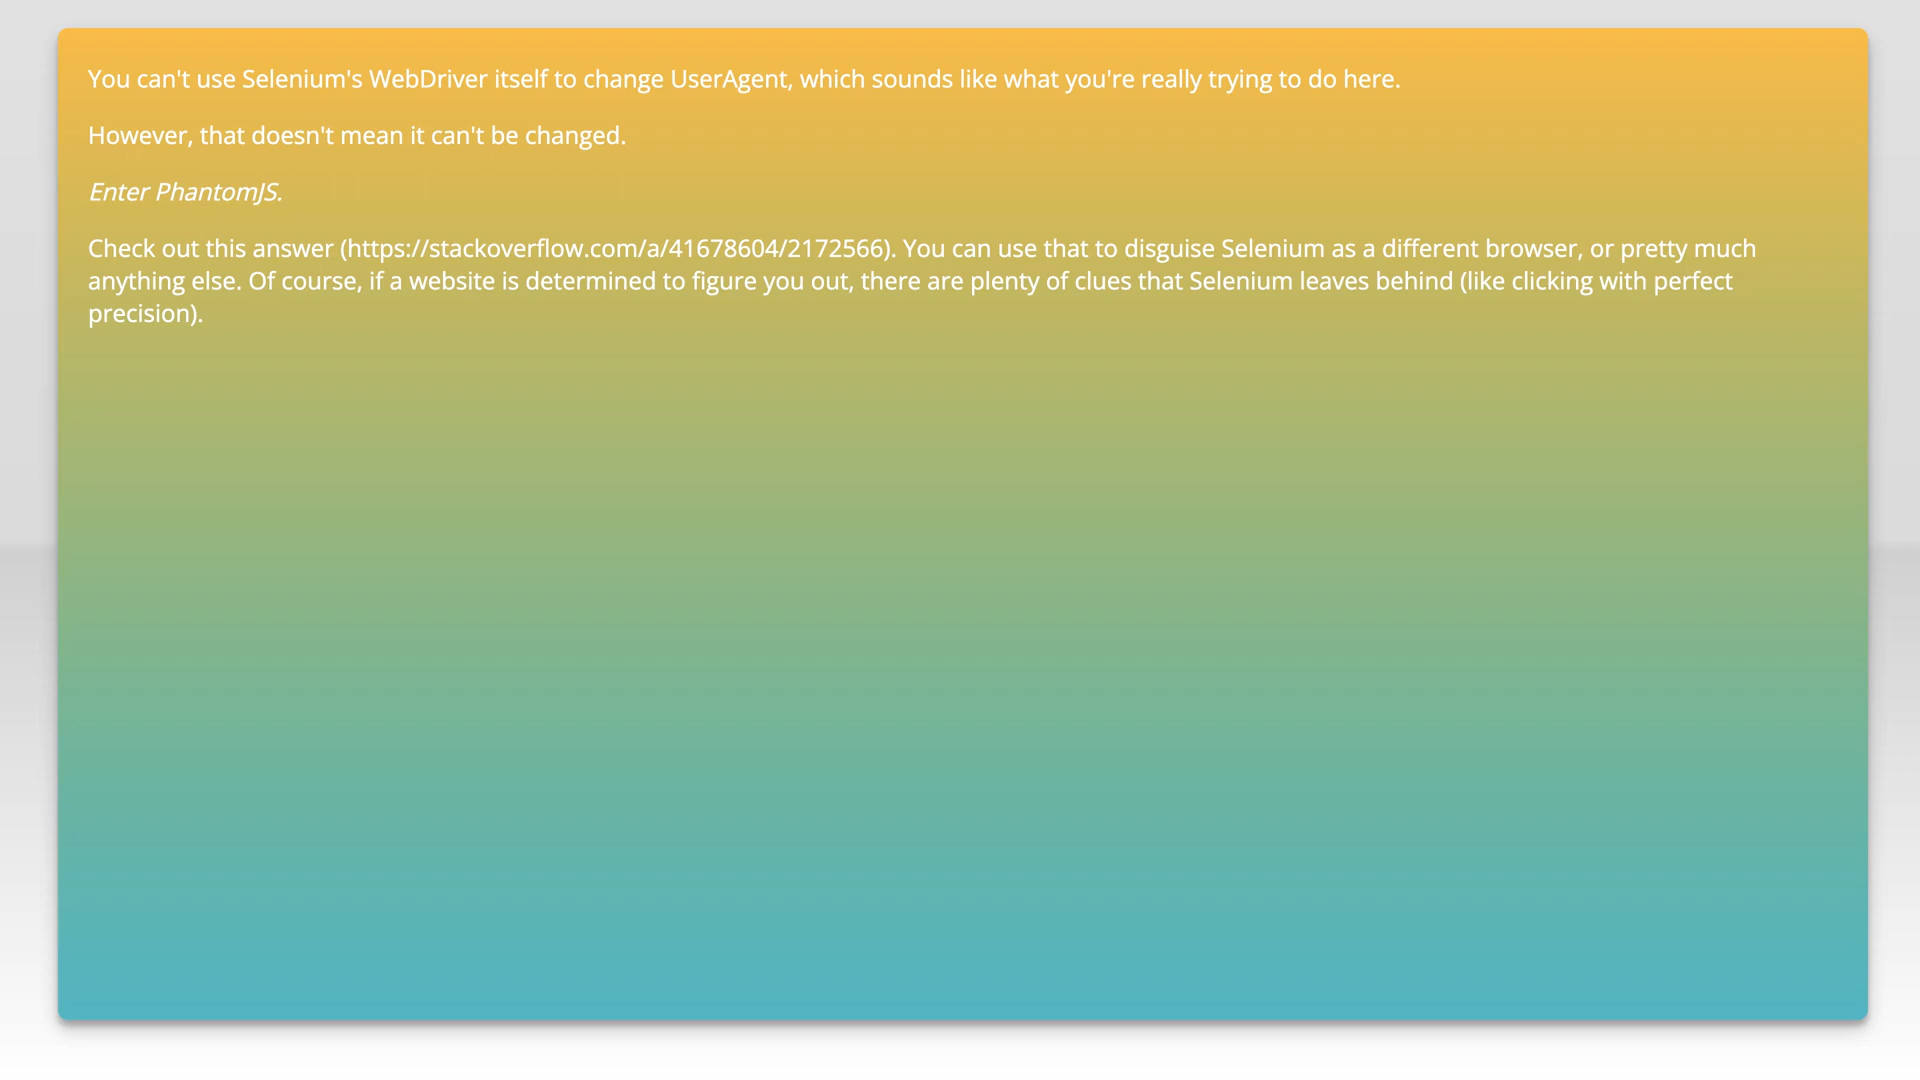 You can't use Selenium's WebDriver itself to change UserAgent, which sounds like what you're really trying to do here.
However, that doesn't mean it can't be changed.
Enter PhantomJS.
Check out this answer (https://stackoverflow.com/a/41678604/2172566). You can use that to disguise Selenium as a different browser, or pretty much
anything else. Of course, if a website is determined to figure you out, there are plenty of clues that Selenium leaves behind (like clicking with perfect
precision).